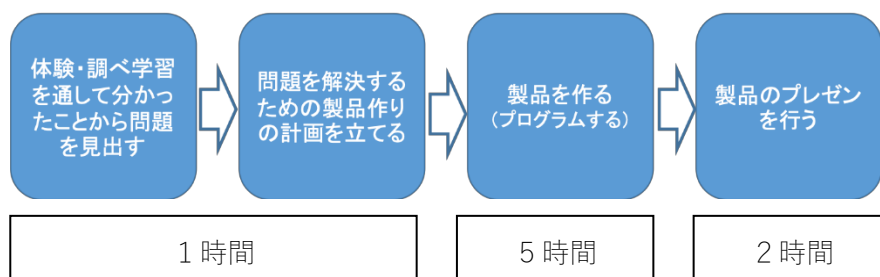 体験・調べ学習
を通して分かっ
たことから問題
を見出す
問題を解決する
ための製品作り
の計画を立てる
製品を作る
（プログラムする）
製品のプレゼン
を行う
1 時間
5 時間
2 時間